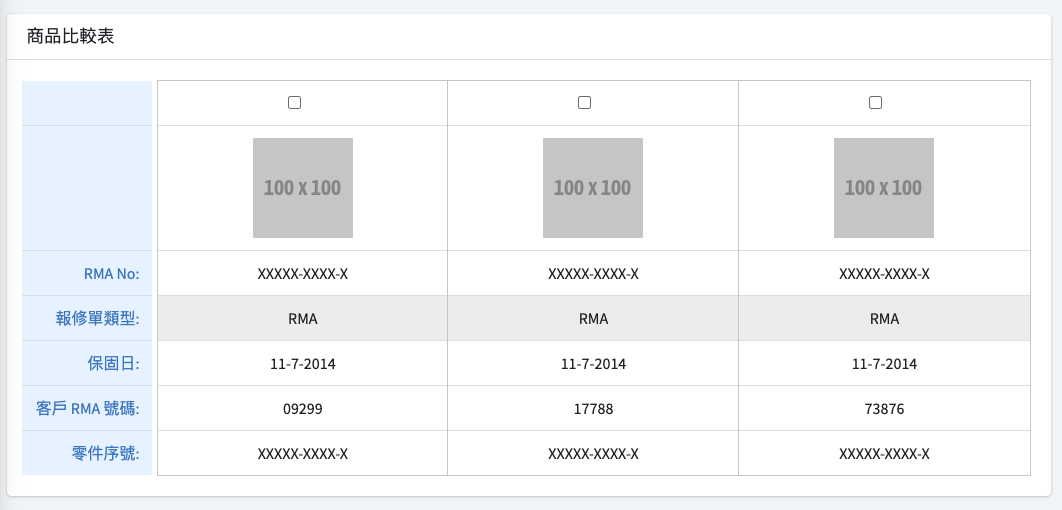 商品比較表
100 x 100 100 x 100 100 x 100
RMA No: XXXXX-XXXX-X XXXXX-XXXX-X XXXXX-XXXX-X
報修單類型: RMA RMA RMA
保固日: 11-7-2014 11-7-2014 11-7-2014
客戶 RMA 號碼: 09299 17788 73876
零件序號: XXXXX-XXXX-X XXXXX-XXXX-X XXXXX-XXXX-X